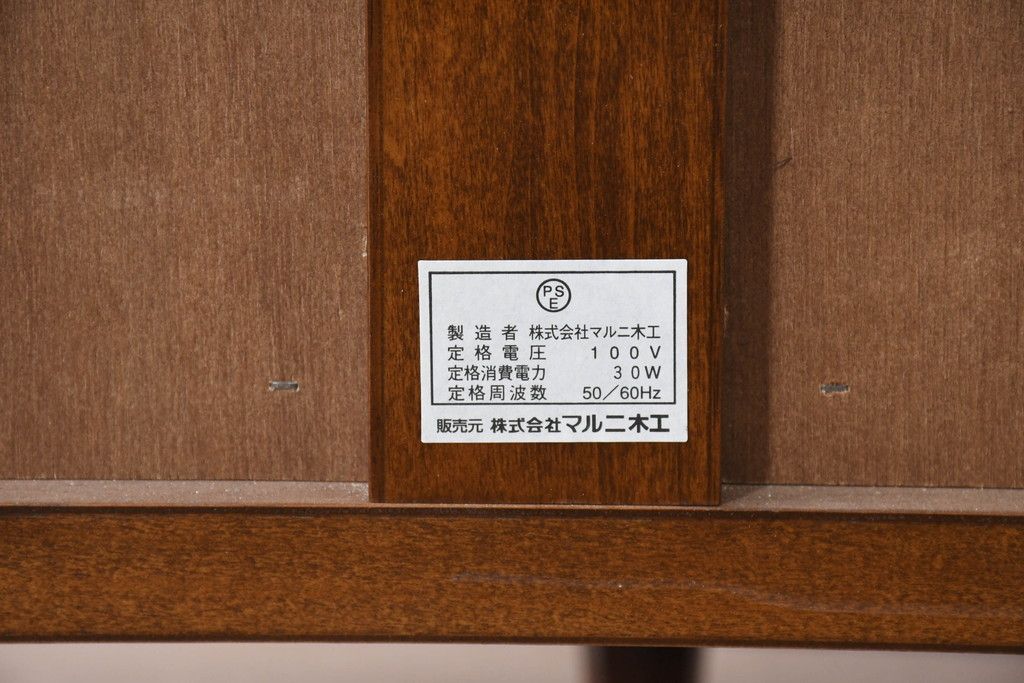 PS
E
製造者 株式会社マルニ木工
定格電圧 100V
定格消費電力 30W
定格周波数 50/60Hz
販売元 株式会社マルニ木工